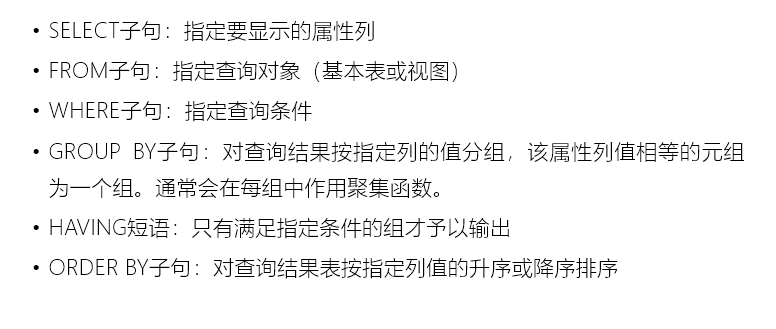 • SELECT子句：指定要显示的属性列
• FROM子句：指定查询对象（基本表或视图）
• WHERE子句：指定查询条件
• GROUP BY子句：对查询结果按指定列的值分组，该属性列值相等的元组
为一个组。通常会在每组中作用聚集函数。
• HAVING短语：只有满足指定条件的组才予以输出
• ORDER BY子句：对查询结果表按指定列值的升序或降序排序